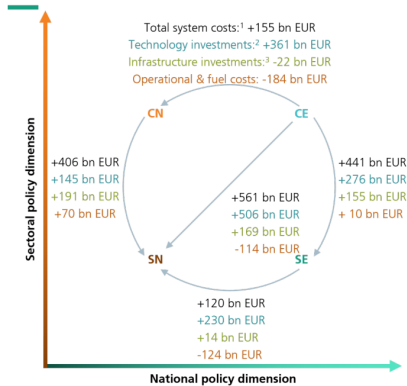 Total system costs:¹ +155 bn EUR
Technology investments:² +361 bn EUR
Infrastructure investments:³ -22 bn EUR
Operational & fuel costs: -184 bn EUR
CN
CE
+406 bn EUR
+145 bn EUR
+191 bn EUR
+70 bn EUR
+441 bn EUR
+276 bn EUR
+155 bn EUR
+ 10 bn EUR
+561 bn EUR
+506 bn EUR
+169 bn EUR
-114 bn EUR
SN
SE
+120 bn EUR
+230 bn EUR
+14 bn EUR
-124 bn EUR
Sectoral policy dimension
National policy dimension